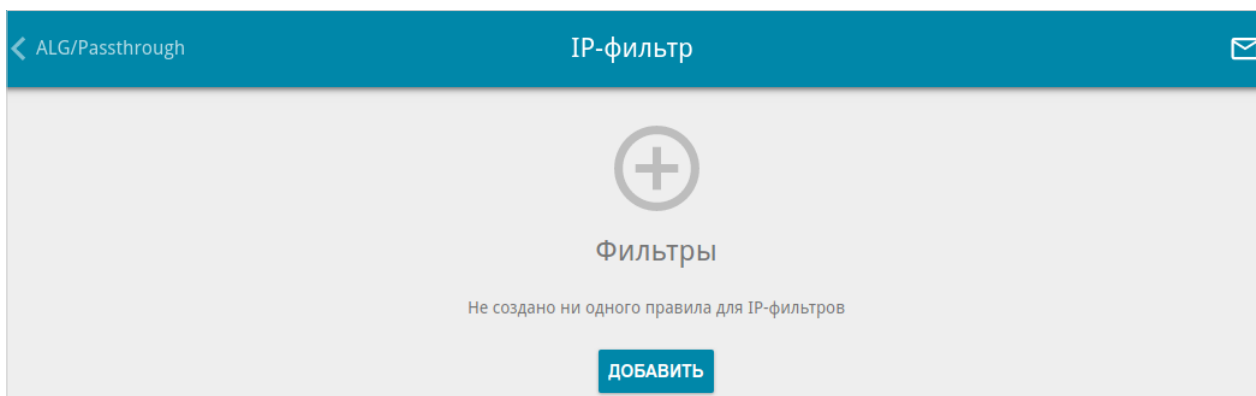 ALG/Passthrough
IP-фильтр
Фильтры
Не создано ни одного правила для IP-фильтров
ДОБАВИТЬ